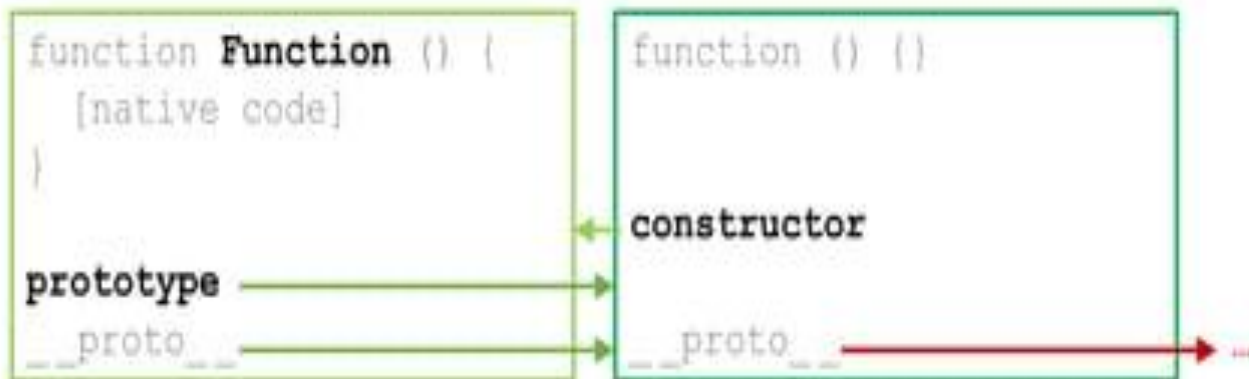 function Function () {
[native code]
}
prototype
__proto__
function () {}
constructor
__proto__
...